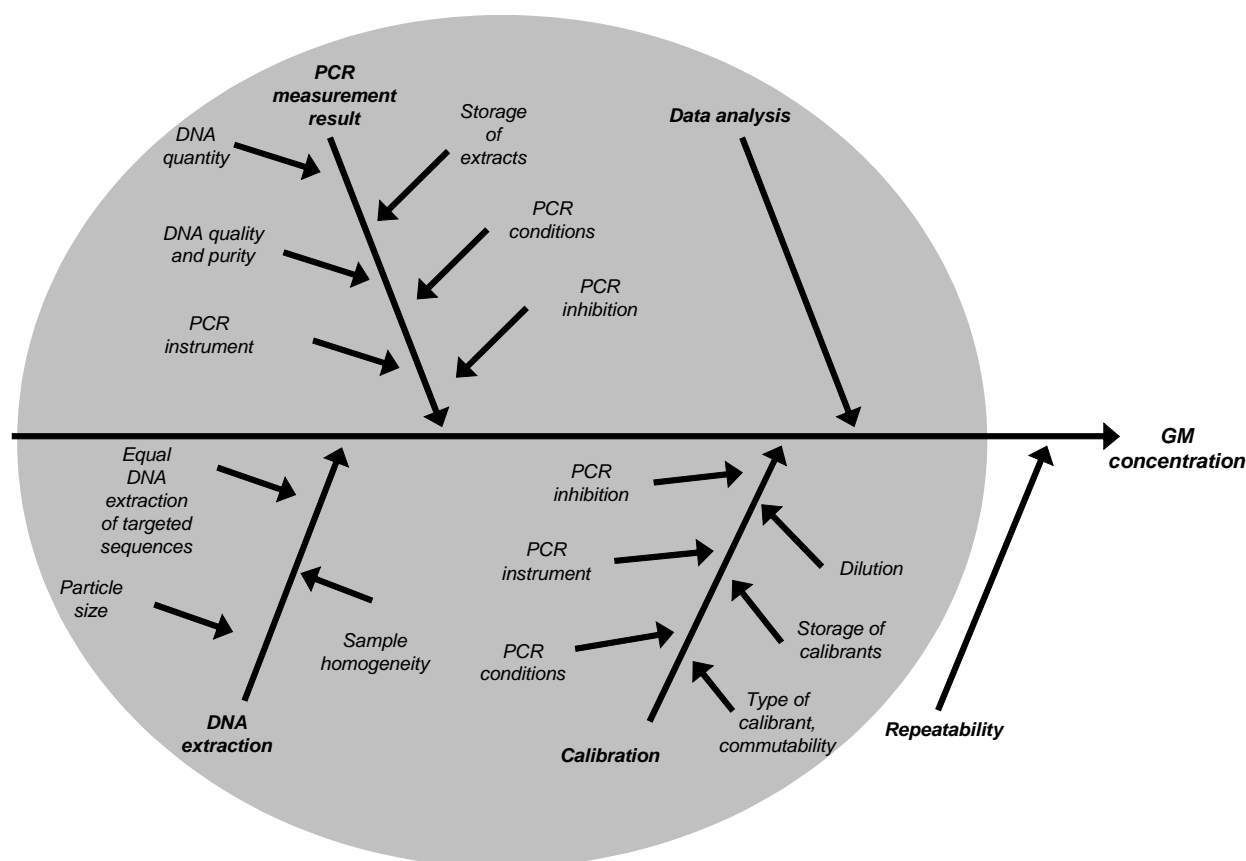 PCR
measurement
result
Data analysis
DNA
quantity
Storage
of
extracts
DNA quality
and purity
PCR
conditions
PCR
instrument
PCR
inhibition
GM
concentration
Equal
DNA
extraction
of targeted
sequences
Particle
size
Sample
homogeneity
DNA
extraction
PCR
inhibition
PCR
instrument
PCR
conditions
Dilution
Storage of
calibrants
Type of
calibrant,
commutability
Calibration
Repeatability